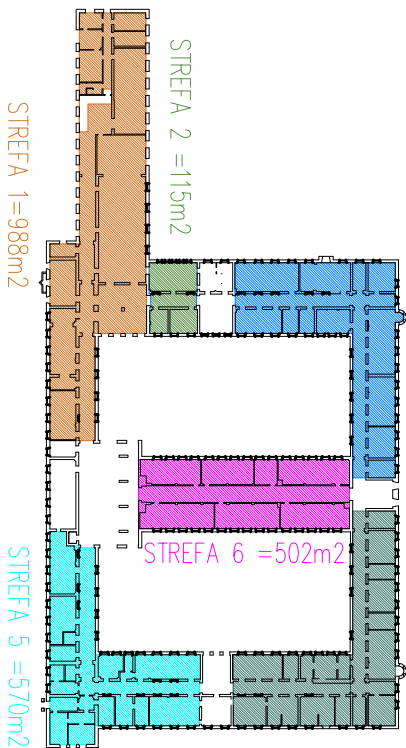 STREFA 2 =115m2
STREFA 1=988m2
STREFA 6 =502m2
STREFA 5 =570m2